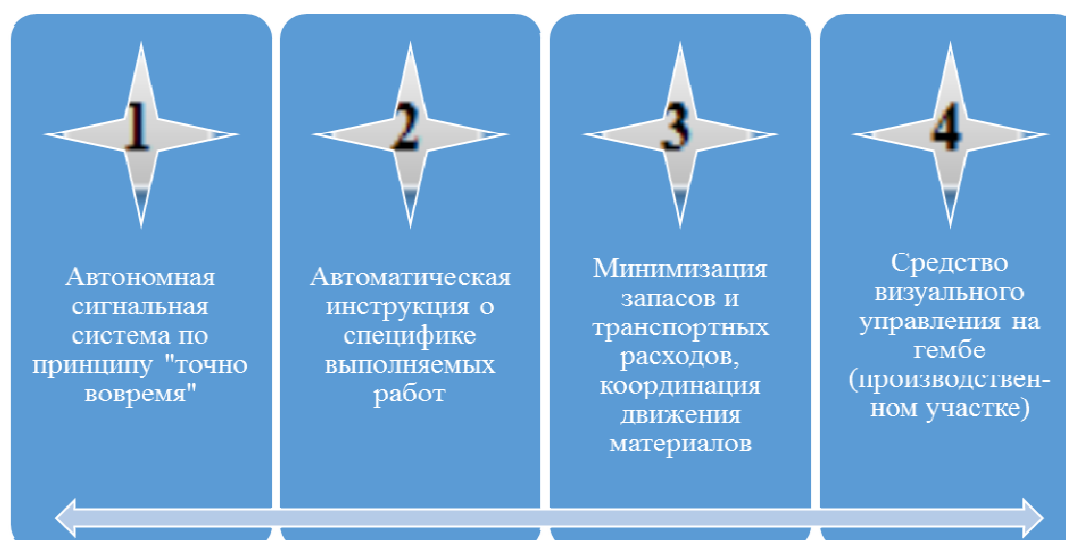 1
Автономная
сигнальная
система по
принципу "точно
вовремя"
2
Автоматическая
инструкция о
специфике
выполняемых
работ
3
Минимизация
запасов и
транспортных
расходов,
координация
движения
материалов
4
Средство
визуального
управления на
гембе
(производствен-
ном участке)